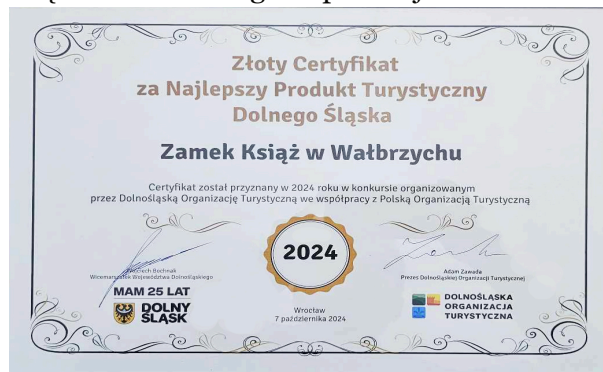 Złoty Certyfikat
za Najlepszy Produkt Turystyczny
Dolnego Śląska
Zamek Książ w Wałbrzychu
Certyfikat został przyznany w 2024 roku w konkursie organizowanym
przez Dolnośląską Organizację Turystyczną we współpracy z Polską Organizacją Turystyczną
2024
Wojciech Bochnak
Wicemarszałek Województwa Dolnośląskiego
Adam Zawada
Prezes Dolnośląskiej Organizacji Turystycznej
MAM 25 LAT
DOLNY
ŚLĄSK
Wrocław
7 października 2024
DOLNOŚLĄSKA
ORGANIZACJA
TURYSTYCZNA